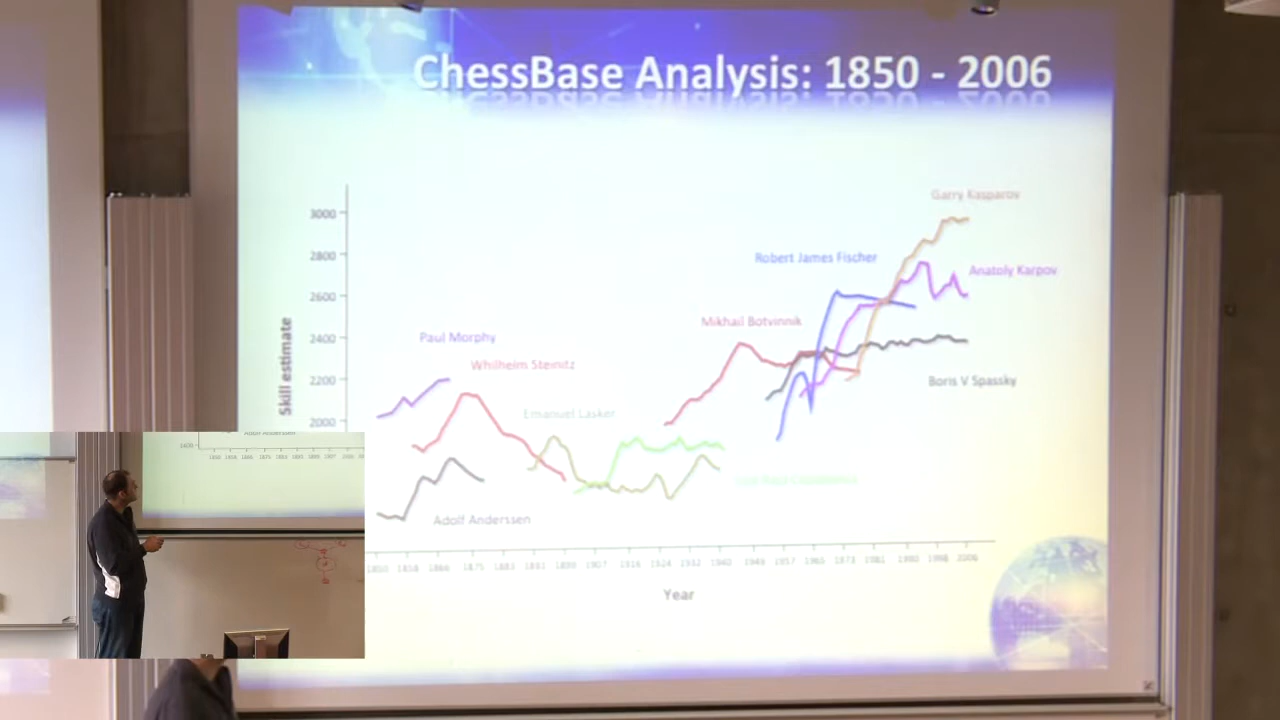 ChessBase Analysis: 1850 - 2006
Garry Kasparov
3000
2800
Robert James Fischer
Anatoly Karpov
2600
Mikhail Botvinnik
2400
Paul Morphy
Whilheim Steinitz
Skill estimate
2200
Boris V Spassky
Emanuel Lasker
2000
Adolf Anderssen
1850 1858 1866 1875 1883 1891 1899 1907 1916 1924 1932 1940 1949 1957 1965 1973 1981 1990 1998 2006
Year